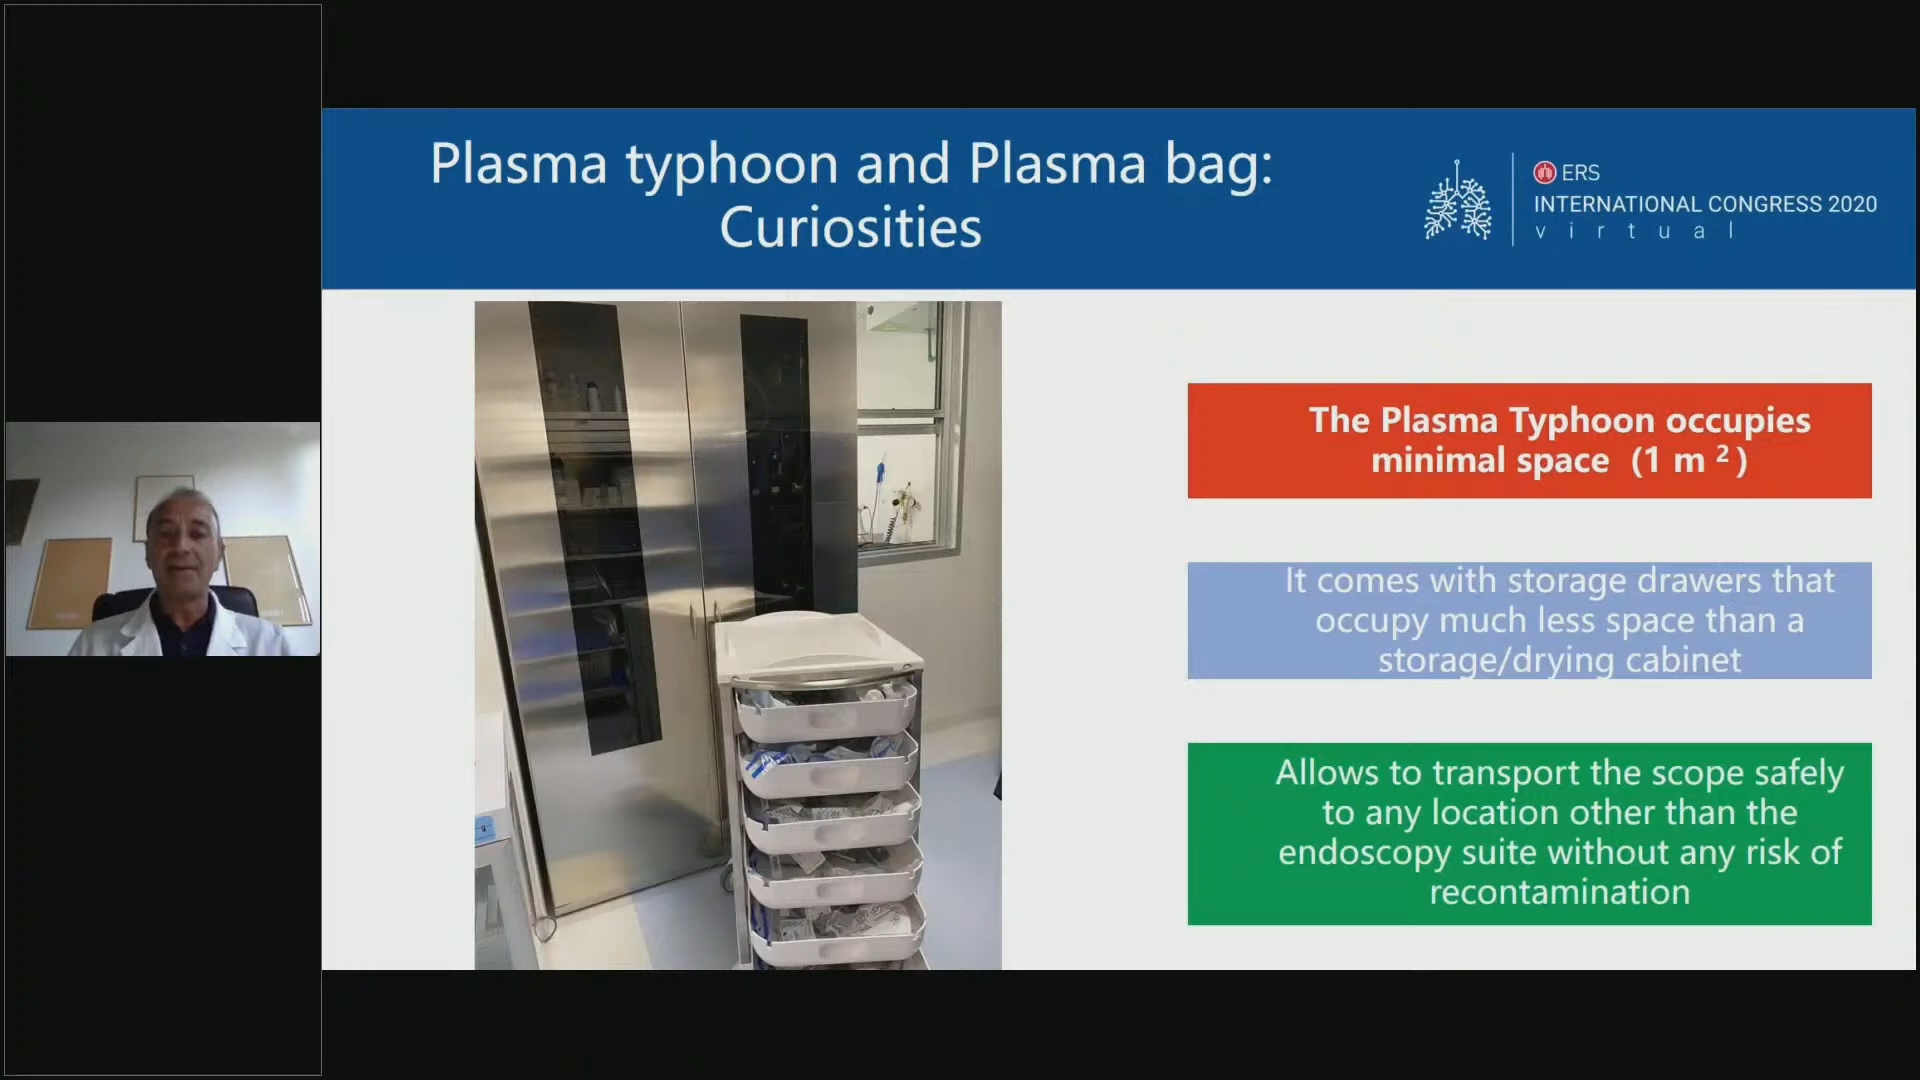 Plasma typhoon and Plasma bag:
Curiosities
ERS
INTERNATIONAL CONGRESS 2020
virtual
The Plasma Typhoon occupies
minimal space (1 m ²)
It comes with storage drawers that
occupy much less space than a
storage/drying cabinet
Allows to transport the scope safely
to any location other than the
endoscopy suite without any risk of
recontamination